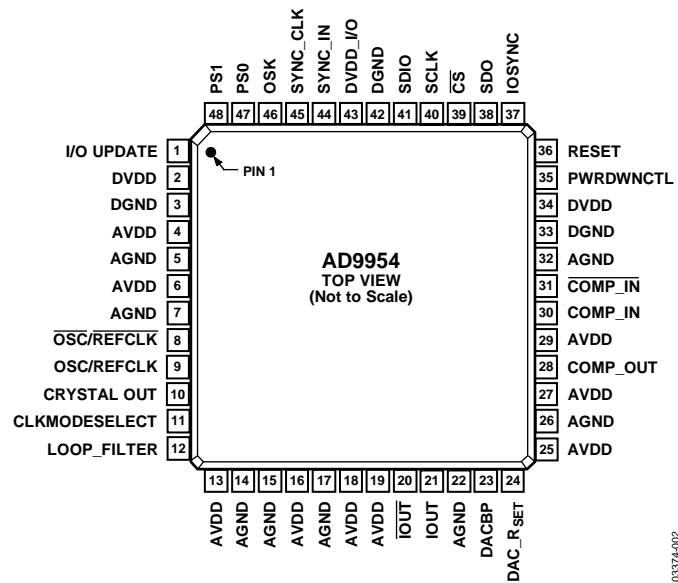 PS1
PS0
OSK
SYNC_CLK
SYNC_IN
DVDD_I/O
DGND
SDIO
SCLK
CS
SDO
IOSYNC
48 47 46 45 44 43 42 41 40 39 38 37
I/O UPDATE 1
DVDD 2
DGND 3
AVDD 4
AGND 5
AVDD 6
AGND 7
OSC/REFCLK 8
OSC/REFCLK 9
CRYSTAL OUT 10
CLKMODESELECT 11
LOOP_FILTER 12
PIN 1
AD9954
TOP VIEW
(Not to Scale)
36 RESET
35 PWRDWNCTL
34 DVDD
33 DGND
32 AGND
31 COMP_IN
30 COMP_IN
29 AVDD
28 COMP_OUT
27 AVDD
26 AGND
25 AVDD
13 14 15 16 17 18 19 20 21 22 23 24
AVDD
AGND
AGND
AVDD
AGND
AVDD
AVDD
IOUT
IOUT
AGND
DACBP
DAC_RSET
03374-002